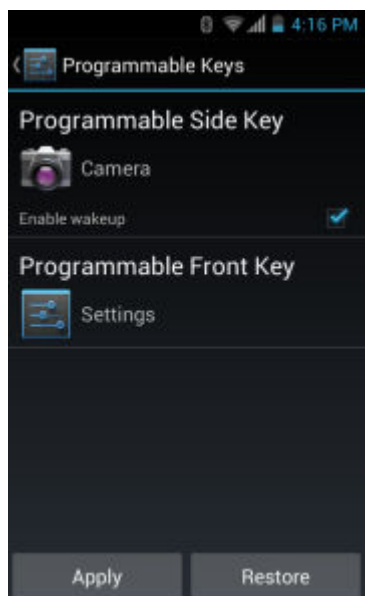 4:16 PM
Programmable Keys
Programmable Side Key
Camera
Enable wakeup
Programmable Front Key
Settings
Apply Restore